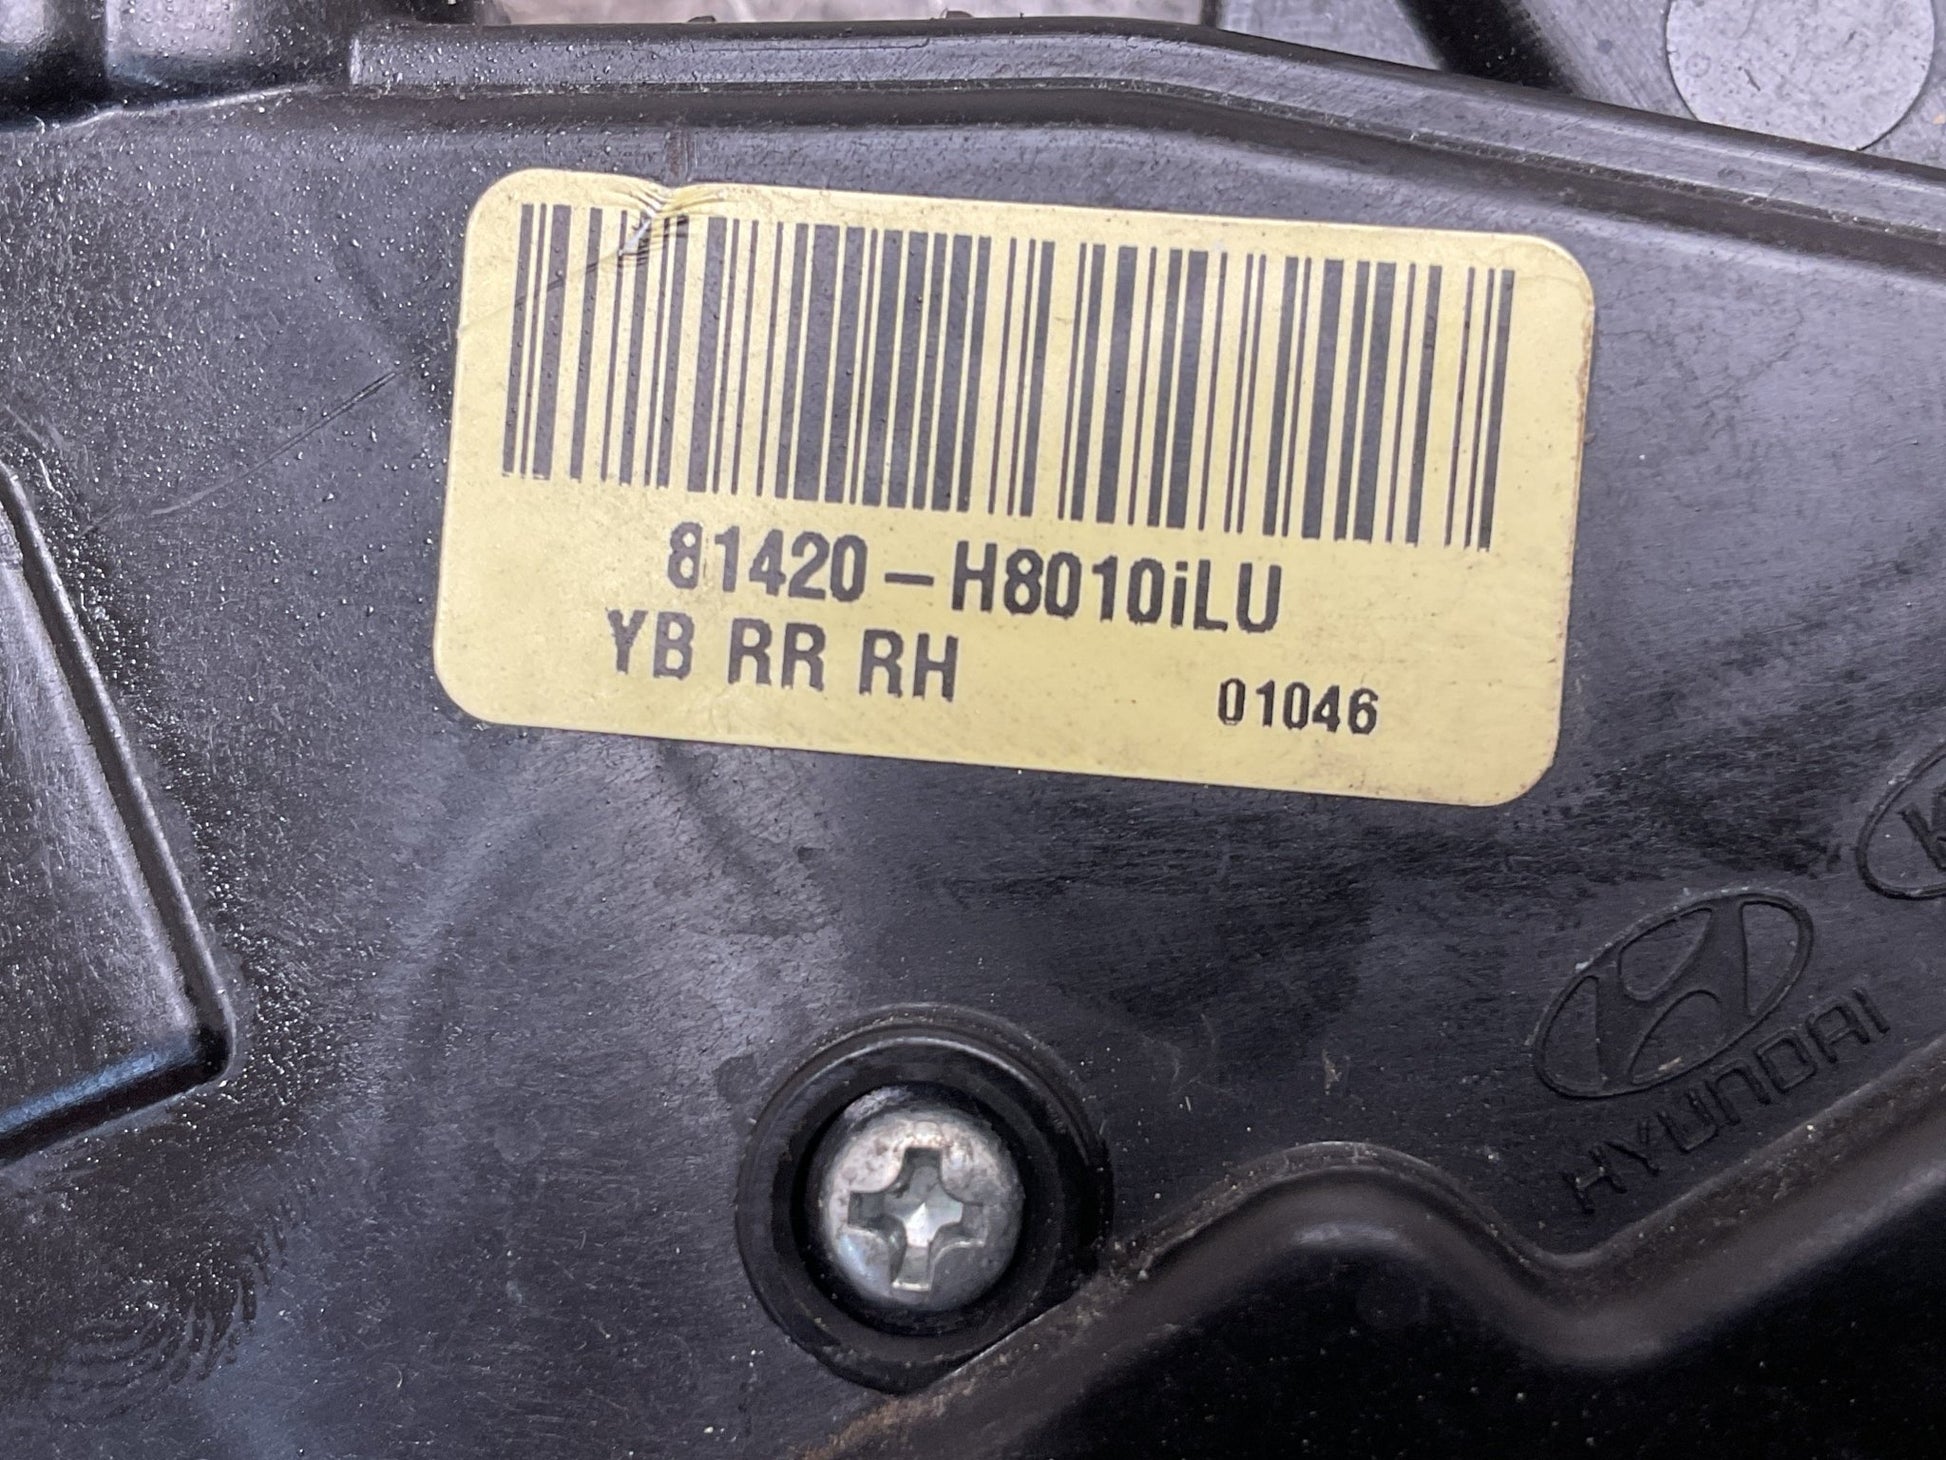 81420-H8010iLU
YB RR RH
01046
HYUNDAI